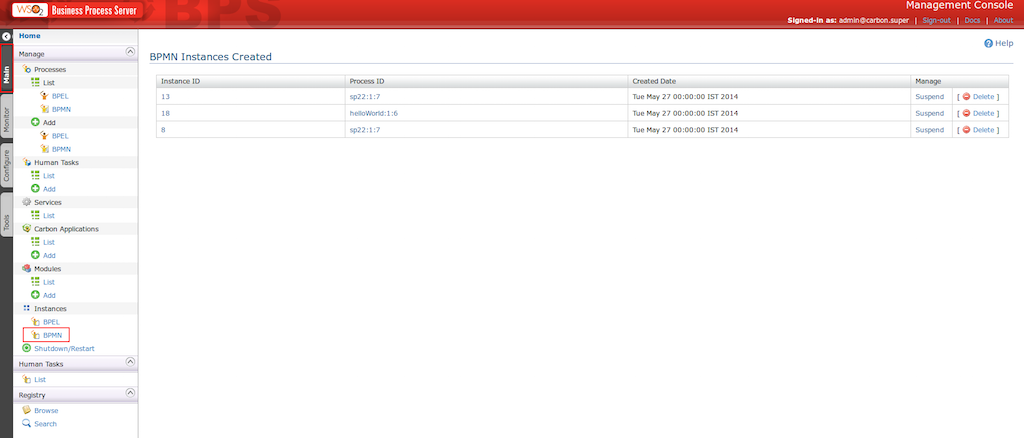 WSO2 Business Process Server
BPS
Management Console
Signed-in as: admin@carbon.super | Sign-out | Docs | About
Main
Monitor
Configure
Tools
Home
Manage
Processes
List
BPEL
BPMN
Add
BPEL
BPMN
Human Tasks
List
Add
Services
List
Carbon Applications
List
Add
Modules
List
Add
Instances
BPEL
BPMN
Shutdown/Restart
Human Tasks
List
Registry
Browse
Search
Help
BPMN Instances Created
Instance ID Process ID Created Date Manage
13 sp22:1:7 Tue May 27 00:00:00 IST 2014 Suspend [ Delete ]
18 helloWorld:1:6 Tue May 27 00:00:00 IST 2014 Suspend [ Delete ]
8 sp22:1:7 Tue May 27 00:00:00 IST 2014 Suspend [ Delete ]